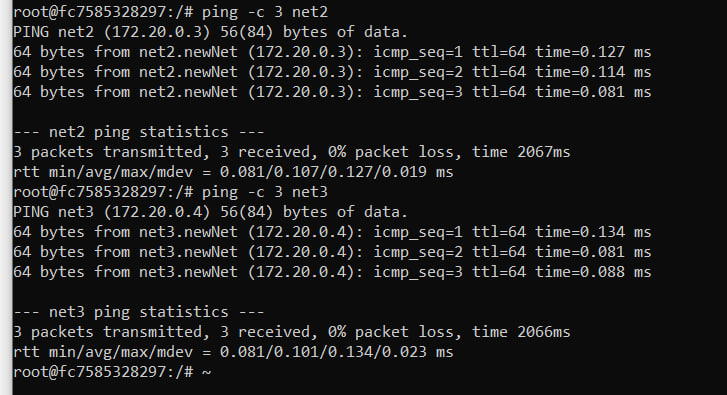 root@fc7585328297:/# ping -c 3 net2
PING net2 (172.20.0.3) 56(84) bytes of data.
64 bytes from net2.newNet (172.20.0.3): icmp_seq=1 ttl=64 time=0.127 ms
64 bytes from net2.newNet (172.20.0.3): icmp_seq=2 ttl=64 time=0.114 ms
64 bytes from net2.newNet (172.20.0.3): icmp_seq=3 ttl=64 time=0.081 ms

--- net2 ping statistics ---
3 packets transmitted, 3 received, 0% packet loss, time 2067ms
rtt min/avg/max/mdev = 0.081/0.107/0.127/0.019 ms
root@fc7585328297:/# ping -c 3 net3
PING net3 (172.20.0.4) 56(84) bytes of data.
64 bytes from net3.newNet (172.20.0.4): icmp_seq=1 ttl=64 time=0.134 ms
64 bytes from net3.newNet (172.20.0.4): icmp_seq=2 ttl=64 time=0.081 ms
64 bytes from net3.newNet (172.20.0.4): icmp_seq=3 ttl=64 time=0.088 ms

--- net3 ping statistics ---
3 packets transmitted, 3 received, 0% packet loss, time 2066ms
rtt min/avg/max/mdev = 0.081/0.101/0.134/0.023 ms
root@fc7585328297:/# ~